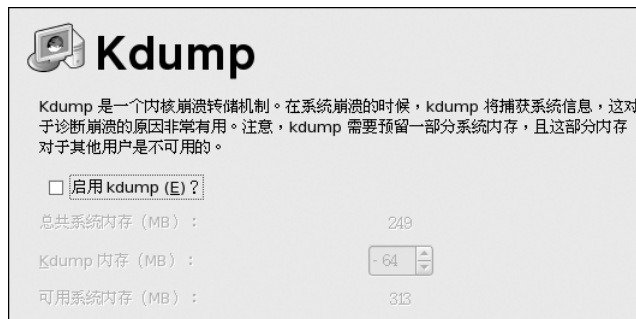 Kdump
Kdump 是一个内核崩溃转储机制。在系统崩溃的时候，kdump 将捕获系统信息，这对
于诊断崩溃的原因非常有用。注意，kdump 需要预留一部分系统内存，且这部分内存
对于其他用户是不可用的。
启用 kdump (E)？
总共系统内存（MB）： 249
Kdump 内存（MB）： -64
可用系统内存（MB）： 313